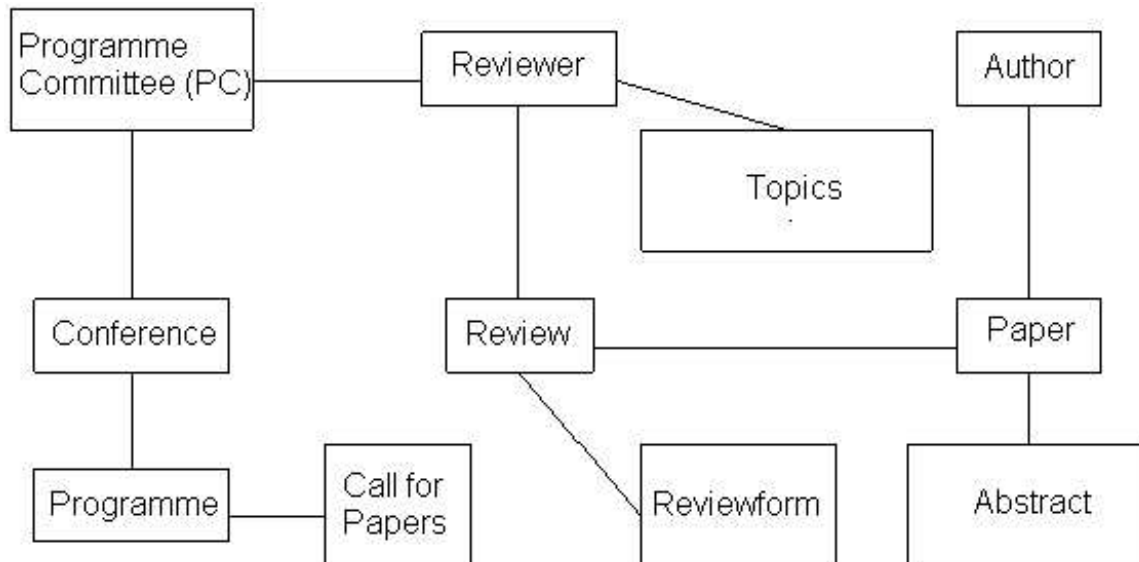 Programme
Committee (PC)
Reviewer
Author
Topics
Conference
Review
Paper
Programme
Call for
Papers
Reviewform
Abstract